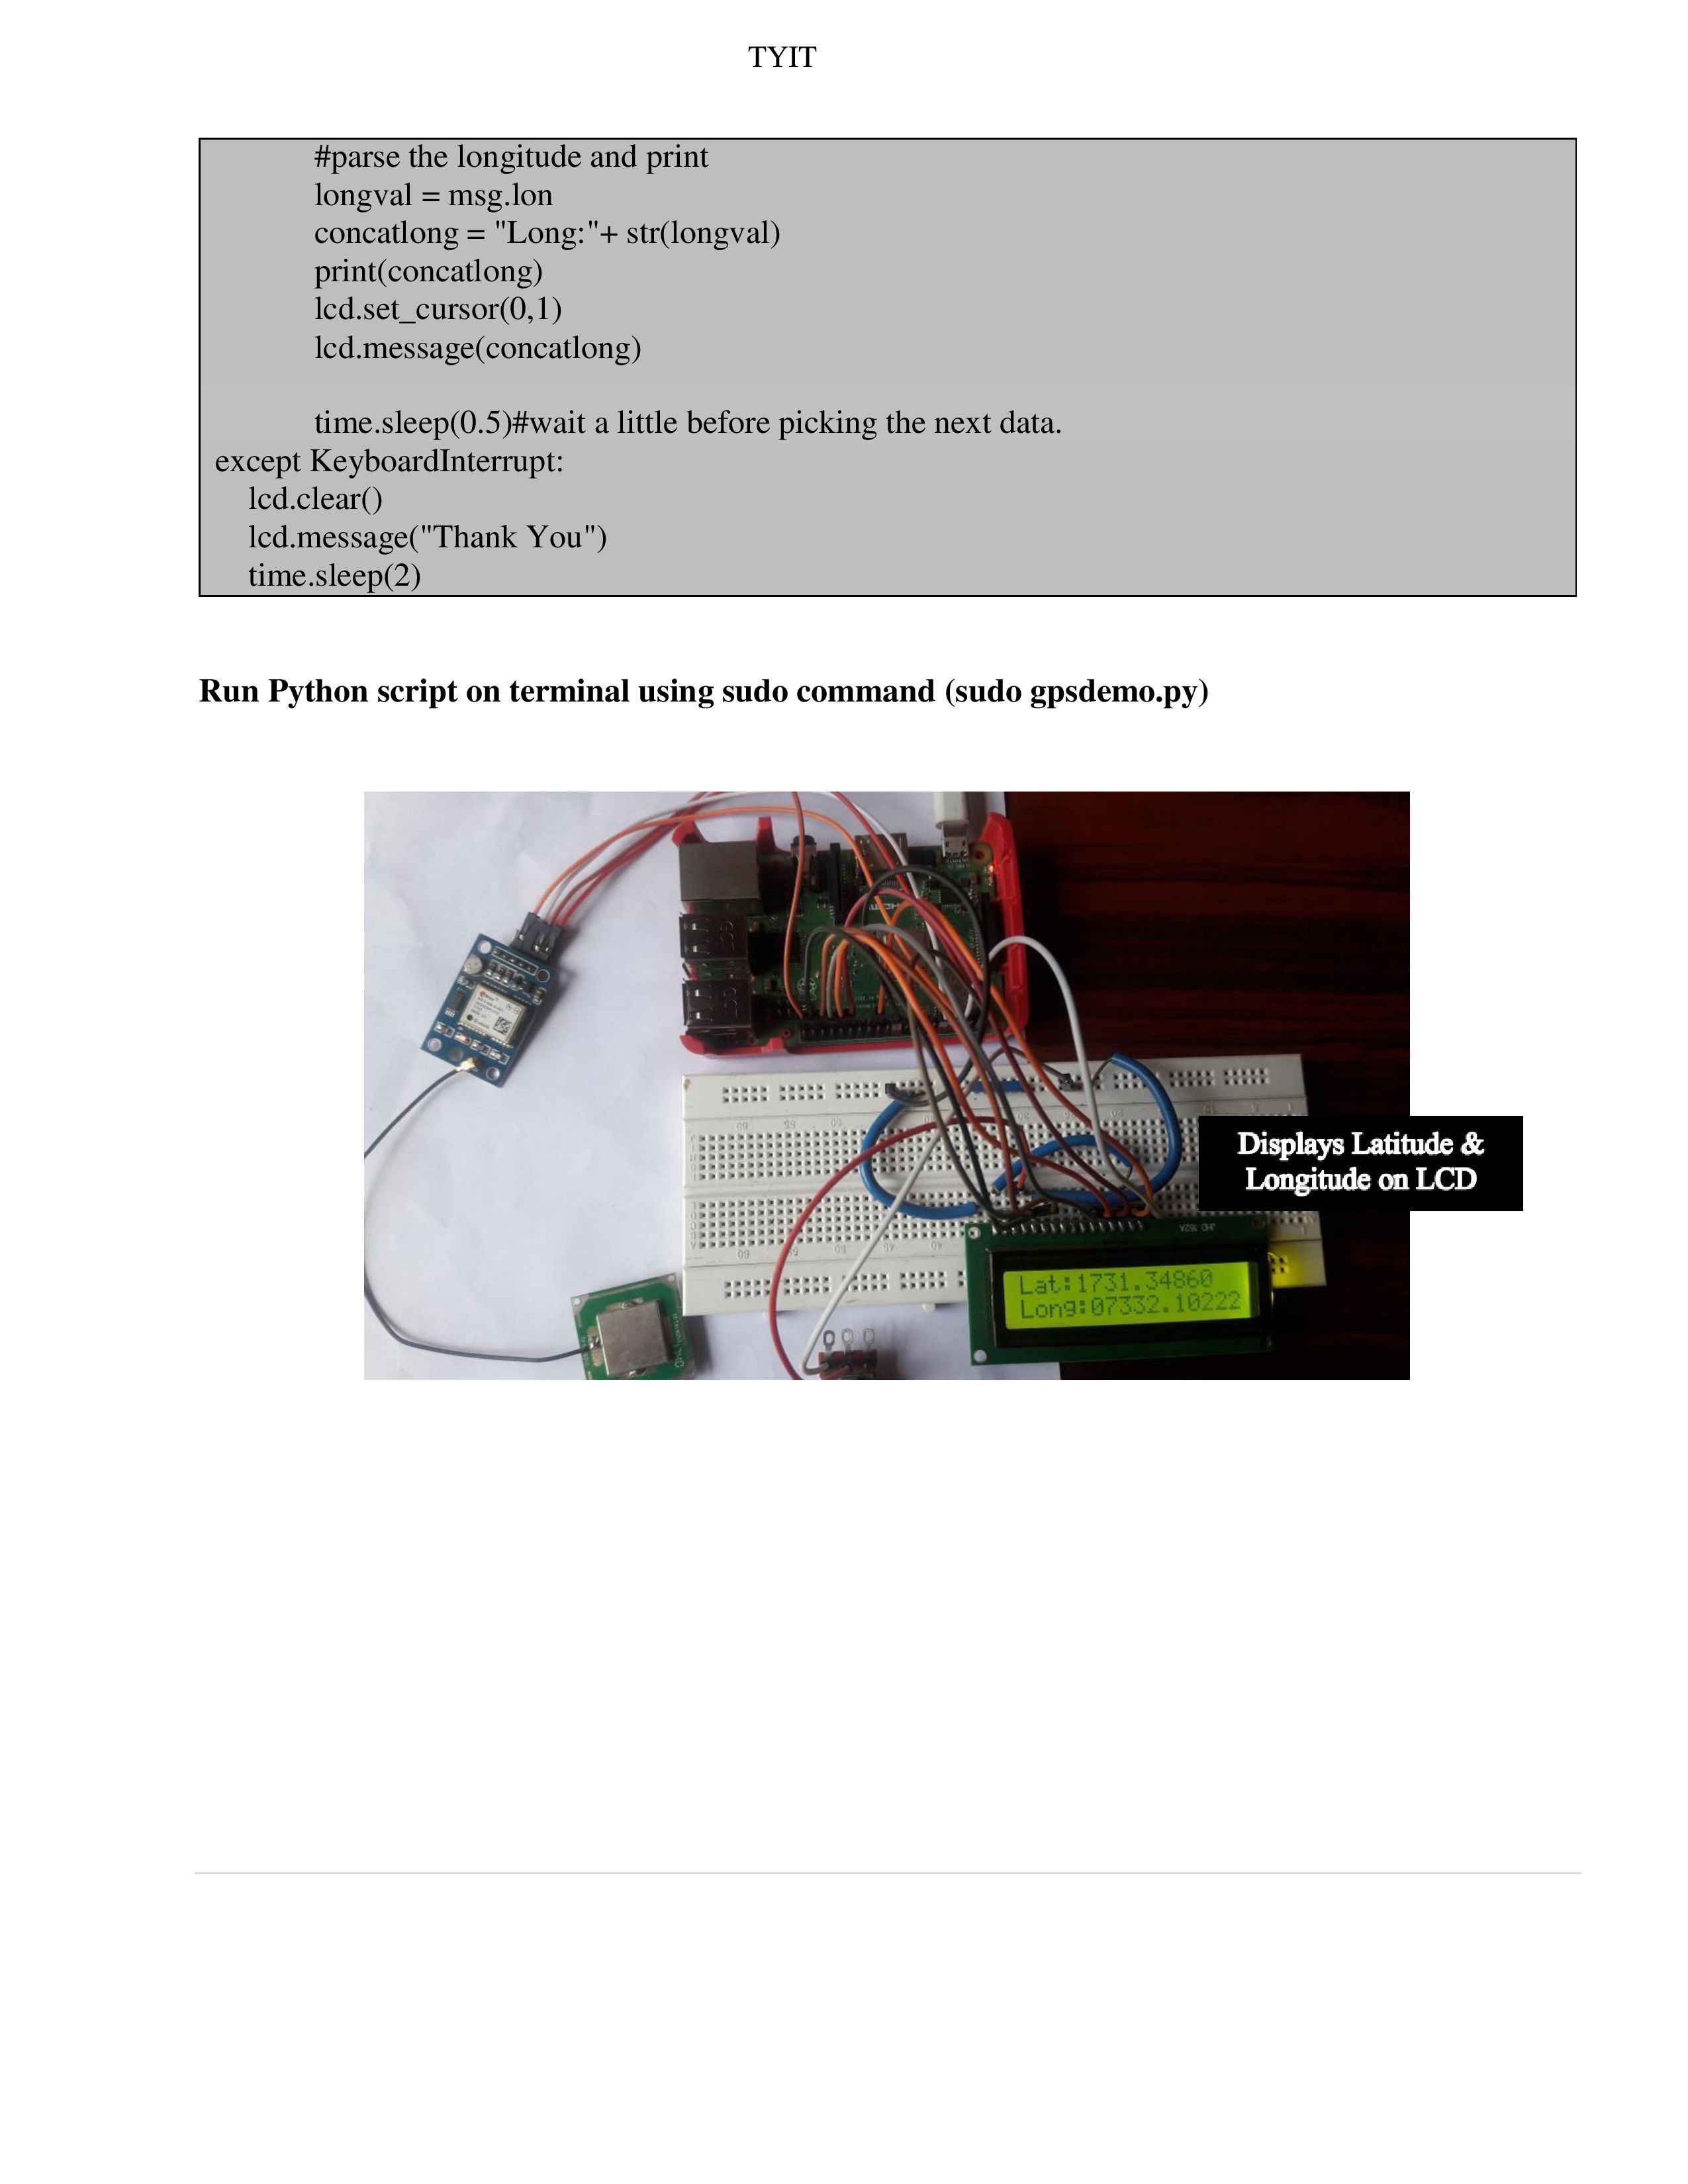 TYIT
#parse the longitude and print
longval = msg.lon
concatlong = "Long:"+ str(longval)
print(concatlong)
lcd.set_cursor(0,1)
lcd.message(concatlong)
time.sleep(0.5)#wait a little before picking the next data.
except KeyboardInterrupt:
lcd.clear()
lcd.message("Thank You")
time.sleep(2)
Run Python script on terminal using sudo command (sudo gpsdemo.py)
Displays Latitude &
Longitude on LCD
JHD 162A
Lat:1731.34860
Long:07332.10222